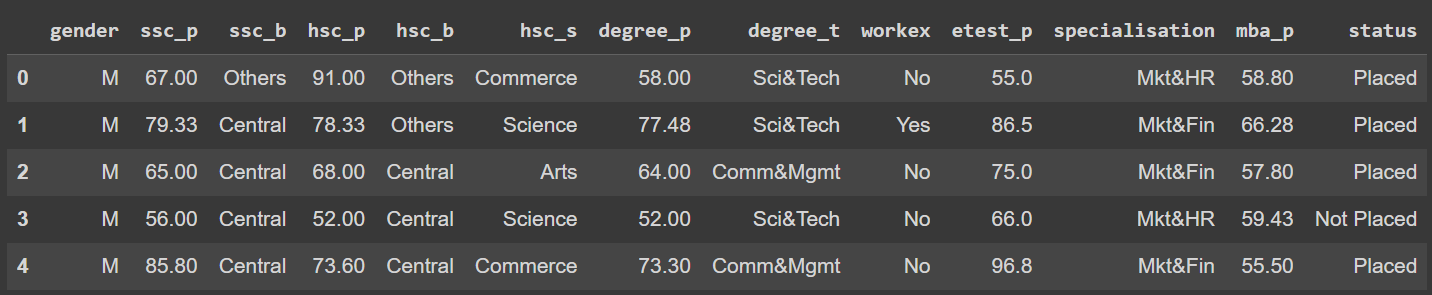 gender ssc_p ssc_b hsc_p hsc_b hsc_s degree_p degree_t workex etest_p specialisation mba_p status
0 M 67.00 Others 91.00 Others Commerce 58.00 Sci&Tech No 55.0 Mkt&HR 58.80 Placed
1 M 79.33 Central 78.33 Others Science 77.48 Sci&Tech Yes 86.5 Mkt&Fin 66.28 Placed
2 M 65.00 Central 68.00 Central Arts 64.00 Comm&Mgmt No 75.0 Mkt&Fin 57.80 Placed
3 M 56.00 Central 52.00 Central Science 52.00 Sci&Tech No 66.0 Mkt&HR 59.43 Not Placed
4 M 85.80 Central 73.60 Central Commerce 73.30 Comm&Mgmt No 96.8 Mkt&Fin 55.50 Placed